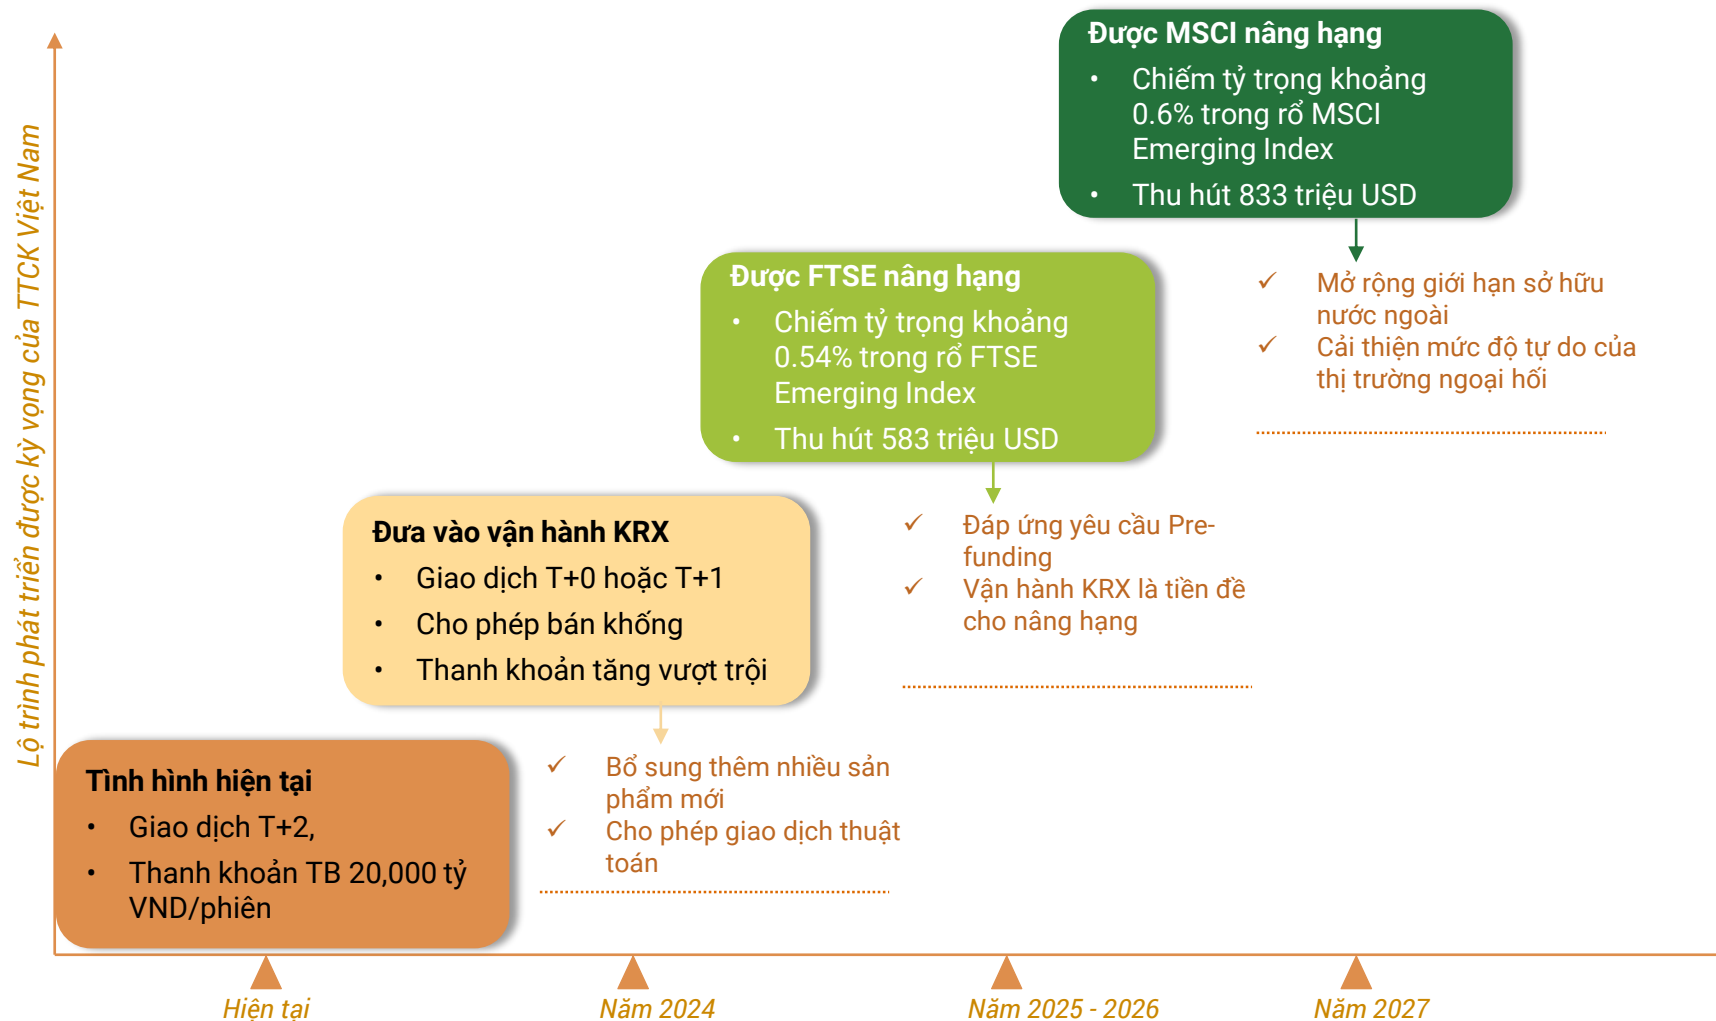 Lộ trình phát triển được kỳ vọng của TTCK Việt Nam
Được MSCI nâng hạng
• Chiếm tỷ trọng khoảng
0.6% trong rổ MSCI
Emerging Index
• Thu hút 833 triệu USD
✓ Mở rộng giới hạn sở hữu
nước ngoài
✓ Cải thiện mức độ tự do của
thị trường ngoại hối
Được FTSE nâng hạng
• Chiếm tỷ trọng khoảng
0.54% trong rổ FTSE
Emerging Index
• Thu hút 583 triệu USD
✓ Đáp ứng yêu cầu Pre-
funding
✓ Vận hành KRX là tiền đề
cho nâng hạng
Đưa vào vận hành KRX
• Giao dịch T+0 hoặc T+1
• Cho phép bán khống
• Thanh khoản tăng vượt trội
✓ Bổ sung thêm nhiều sản
phẩm mới
✓ Cho phép giao dịch thuật
toán
Tình hình hiện tại
• Giao dịch T+2,
• Thanh khoản TB 20,000 tỷ
VND/phiên
Hiện tại
Năm 2024
Năm 2025 - 2026
Năm 2027